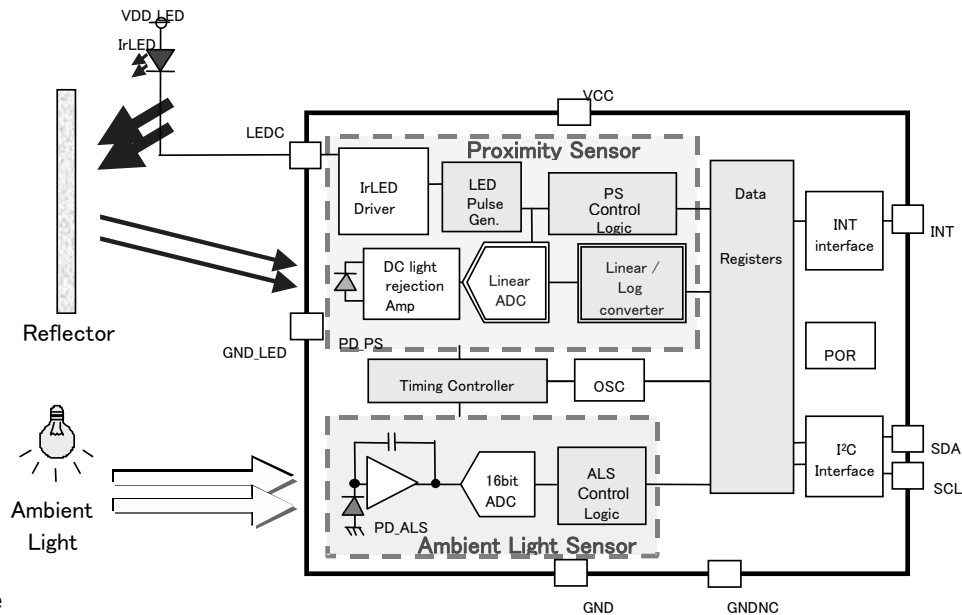 VDD_LED
IrLED
VCC
LEDC
Proximity Sensor
IrLED
Driver
LED
Pulse
Gen.
PS
Control
Logic
Data
Registers
INT
interface
INT
DC light
rejection
Amp
Linear
ADC
Linear /
Log
converter
Reflector
GND_LED
PD_PS
POR
Timing Controller
OSC
Ambient
Light
PD_ALS
16bit
ADC
ALS
Control
Logic
I²C
Interface
SDA
SCL
Ambient Light Sensor
GND
GNDNC
e